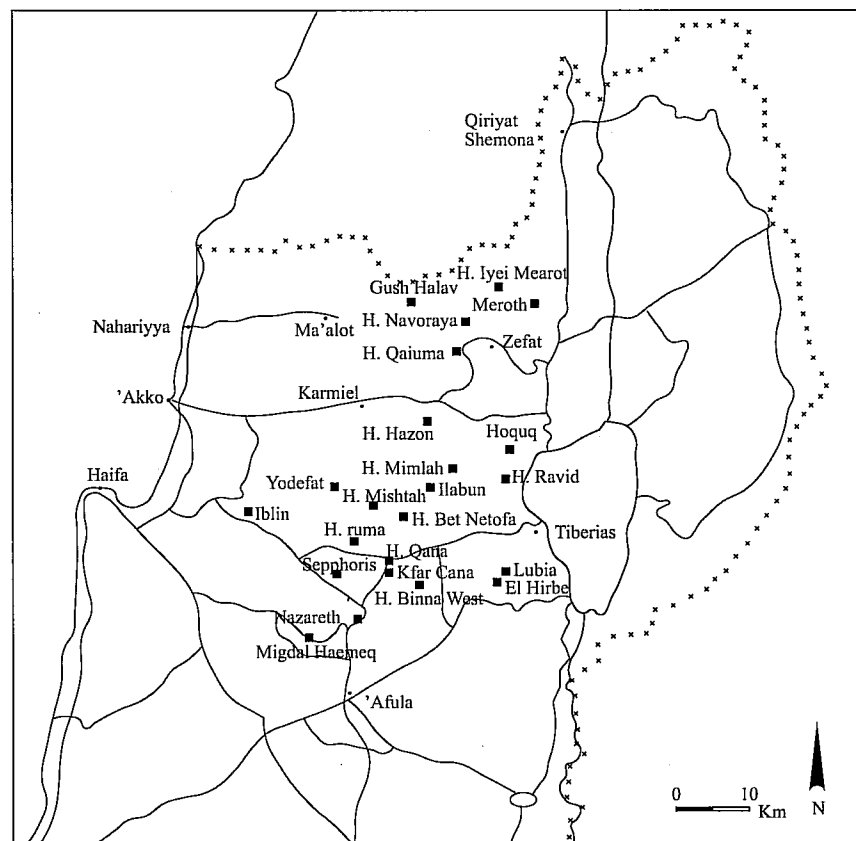 Qiriyat
Shemona
H. Iyei Mearot
Gush Halav
Meroth
Nahariyya
Ma'alot
H. Navoraya
Zefat
H. Qaiuma
'Akko
Karmiel
H. Hazon
Hoquq
Haifa
H. Mimlah
H. Ravid
Yodefat
Ilabun
H. Mishtah
Iblin
H. Bet Netofa
H. ruma
Tiberias
H. Qana
Sepphoris
Kfar Cana
Lubia
El Hirbe
H. Binna West
Nazareth
Migdal Haemeq
'Afula
0 10
Km
N